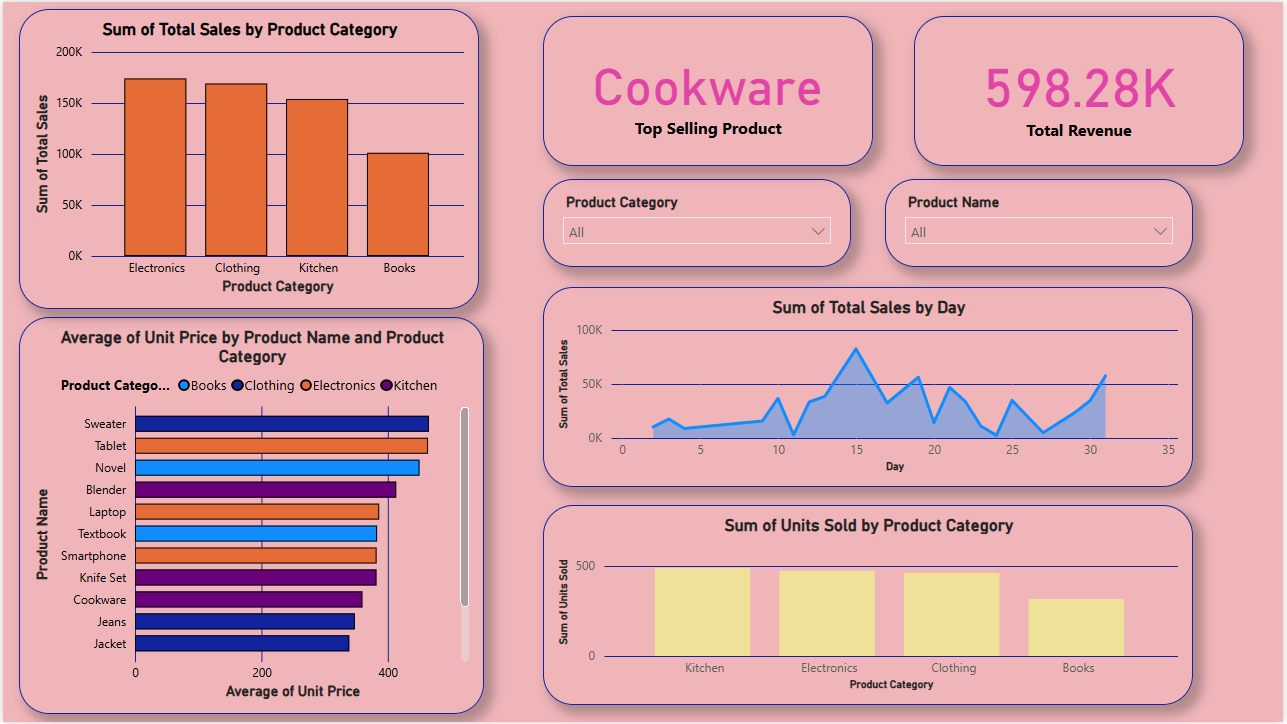 Sum of Total Sales by Product Category
Sum of Total Sales
200K
150K
100K
50K
0K
Electronics Clothing Kitchen Books
Product Category
Cookware
Top Selling Product
598.28K
Total Revenue
Product Category
All
Product Name
All
Average of Unit Price by Product Name and Product
Category
Product Catego... Books Clothing Electronics Kitchen
Product Name
Sweater
Tablet
Novel
Blender
Laptop
Textbook
Smartphone
Knife Set
Cookware
Jeans
Jacket
0 200 400
Average of Unit Price
Sum of Total Sales by Day
Sum of Total Sales
100K
50K
0K
0 5 10 15 20 25 30 35
Day
Sum of Units Sold by Product Category
Sum of Units Sold
500
0
Kitchen Electronics Clothing Books
Product Category